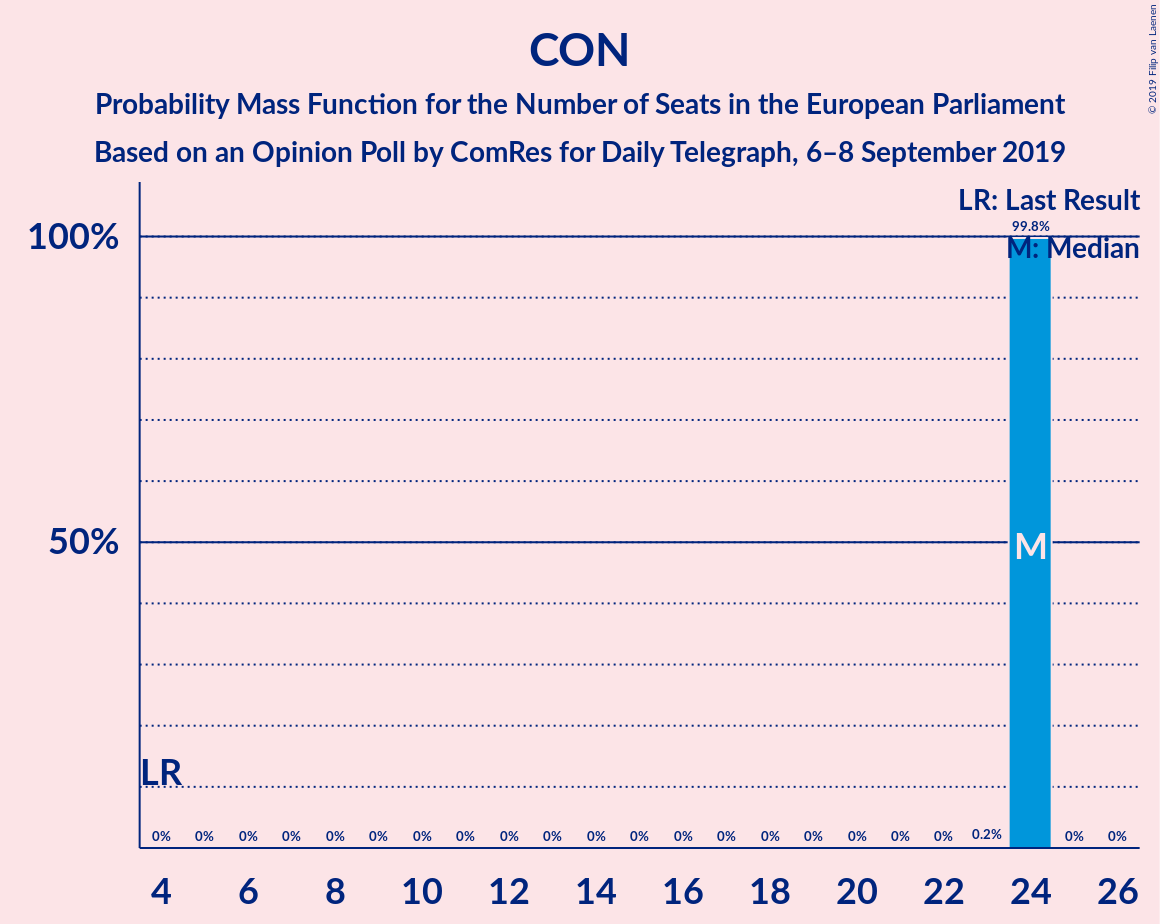 CON
Probability Mass Function for the Number of Seats in the European Parliament
Based on an Opinion Poll by ComRes for Daily Telegraph, 6–8 September 2019
© 2019 Filip van Laenen
LR: Last Result
99.8%
100%
M: Median
50%
M
LR
0% 0% 0% 0% 0% 0% 0% 0% 0% 0% 0% 0% 0% 0% 0% 0% 0% 0% 0% 0.2% 0% 0%
4 6 8 10 12 14 16 18 20 22 24 26